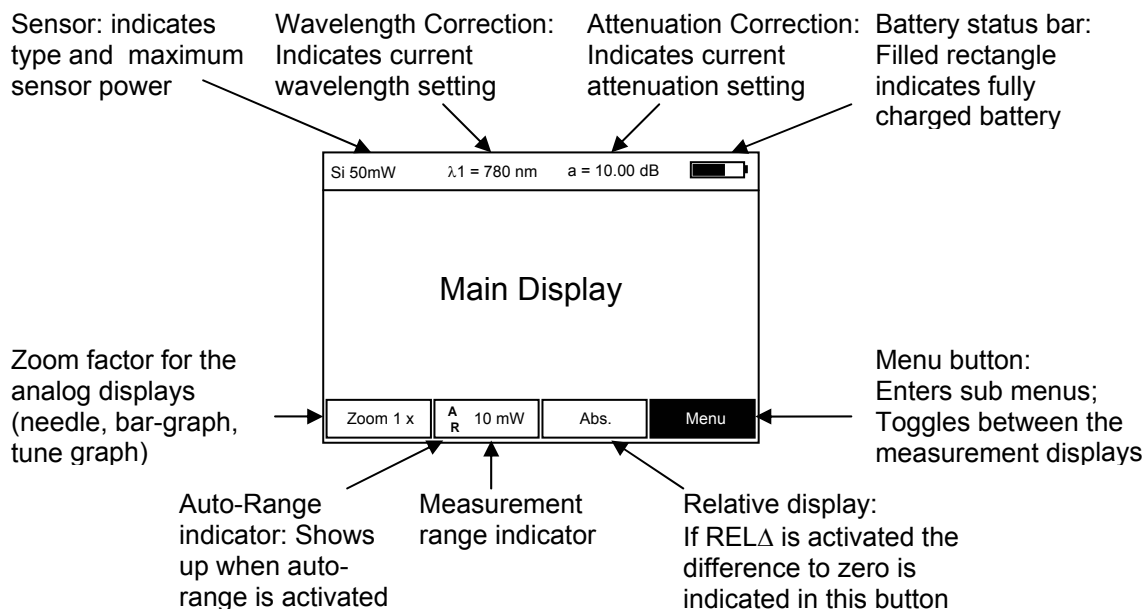 Sensor: indicates
type and maximum
sensor power
Wavelength Correction:
Indicates current
wavelength setting
Attenuation Correction:
Indicates current
attenuation setting
Battery status bar:
Filled rectangle
indicates fully
charged battery
Si 50mW
λ1 = 780 nm
a = 10.00 dB
Main Display
Zoom factor for the
analog displays
(needle, bar-graph,
tune graph)
Menu button:
Enters sub menus;
Toggles between the
measurement displays
Zoom 1 x
A
R
10 mW
Abs.
Menu
Auto-Range
indicator: Shows
up when auto-
range is activated
Measurement
range indicator
Relative display:
If REL∆ is activated the
difference to zero is
indicated in this button